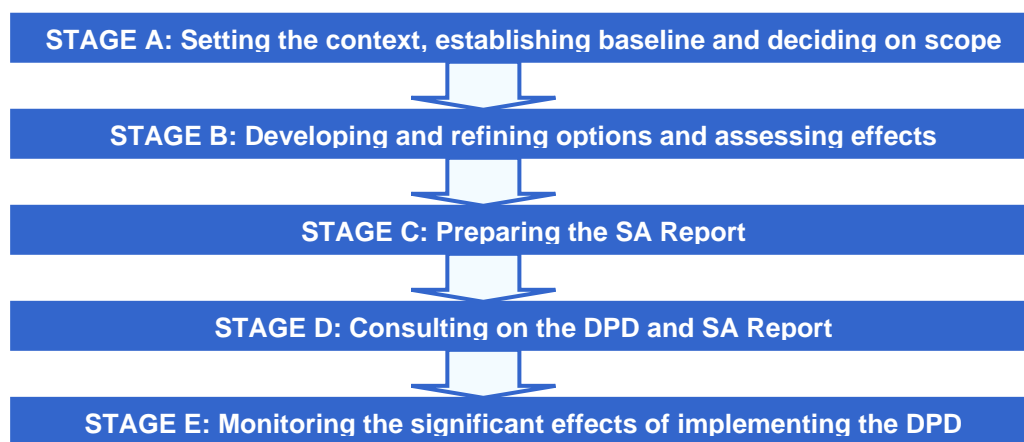 STAGE A: Setting the context, establishing baseline and deciding on scope
STAGE B: Developing and refining options and assessing effects
STAGE C: Preparing the SA Report
STAGE D: Consulting on the DPD and SA Report
STAGE E: Monitoring the significant effects of implementing the DPD